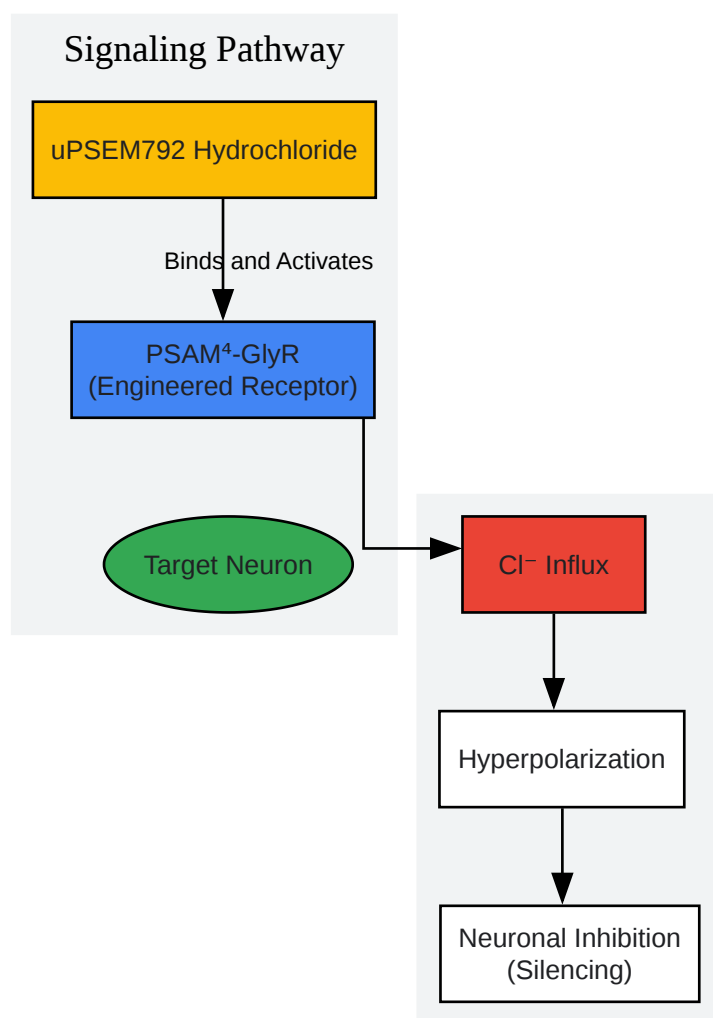 Signaling Pathway
uPSEM792 Hydrochloride
Binds and Activates
PSAM⁴-GlyR
(Engineered Receptor)
Target Neuron
Cl⁻ Influx
Hyperpolarization
Neuronal Inhibition
(Silencing)